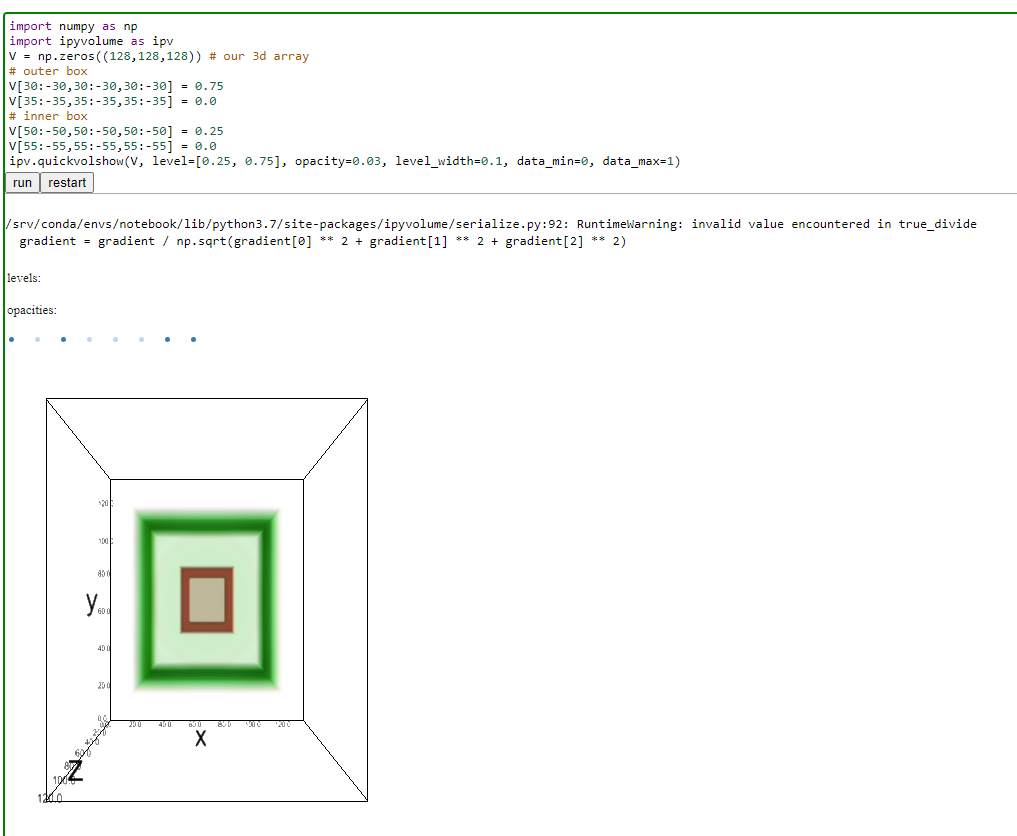 import numpy as np
import ipyvolume as ipv
V = np.zeros((128,128,128)) # our 3d array
# outer box
V[30:-30,30:-30,30:-30] = 0.75
V[35:-35,35:-35,35:-35] = 0.0
# inner box
V[50:-50,50:-50,50:-50] = 0.25
V[55:-55,55:-55,55:-55] = 0.0
ipv.quickvolshow(V, level=[0.25, 0.75], opacity=0.03, level_width=0.1, data_min=0, data_max=1)
run restart
/srv/conda/envs/notebook/lib/python3.7/site-packages/ipyvolume/serialize.py:92: RuntimeWarning: invalid value encountered in true_divide
gradient = gradient / np.sqrt(gradient[0] ** 2 + gradient[1] ** 2 + gradient[2] ** 2)
levels:
opacities:
120.0
100.0
80.0
y
60.0
40.0
20.0
0.0
20.0 40.0 60.0 80.0 100.0 120.0
x
20.0
40.0
60.0
80.0
z
100.0
120.0